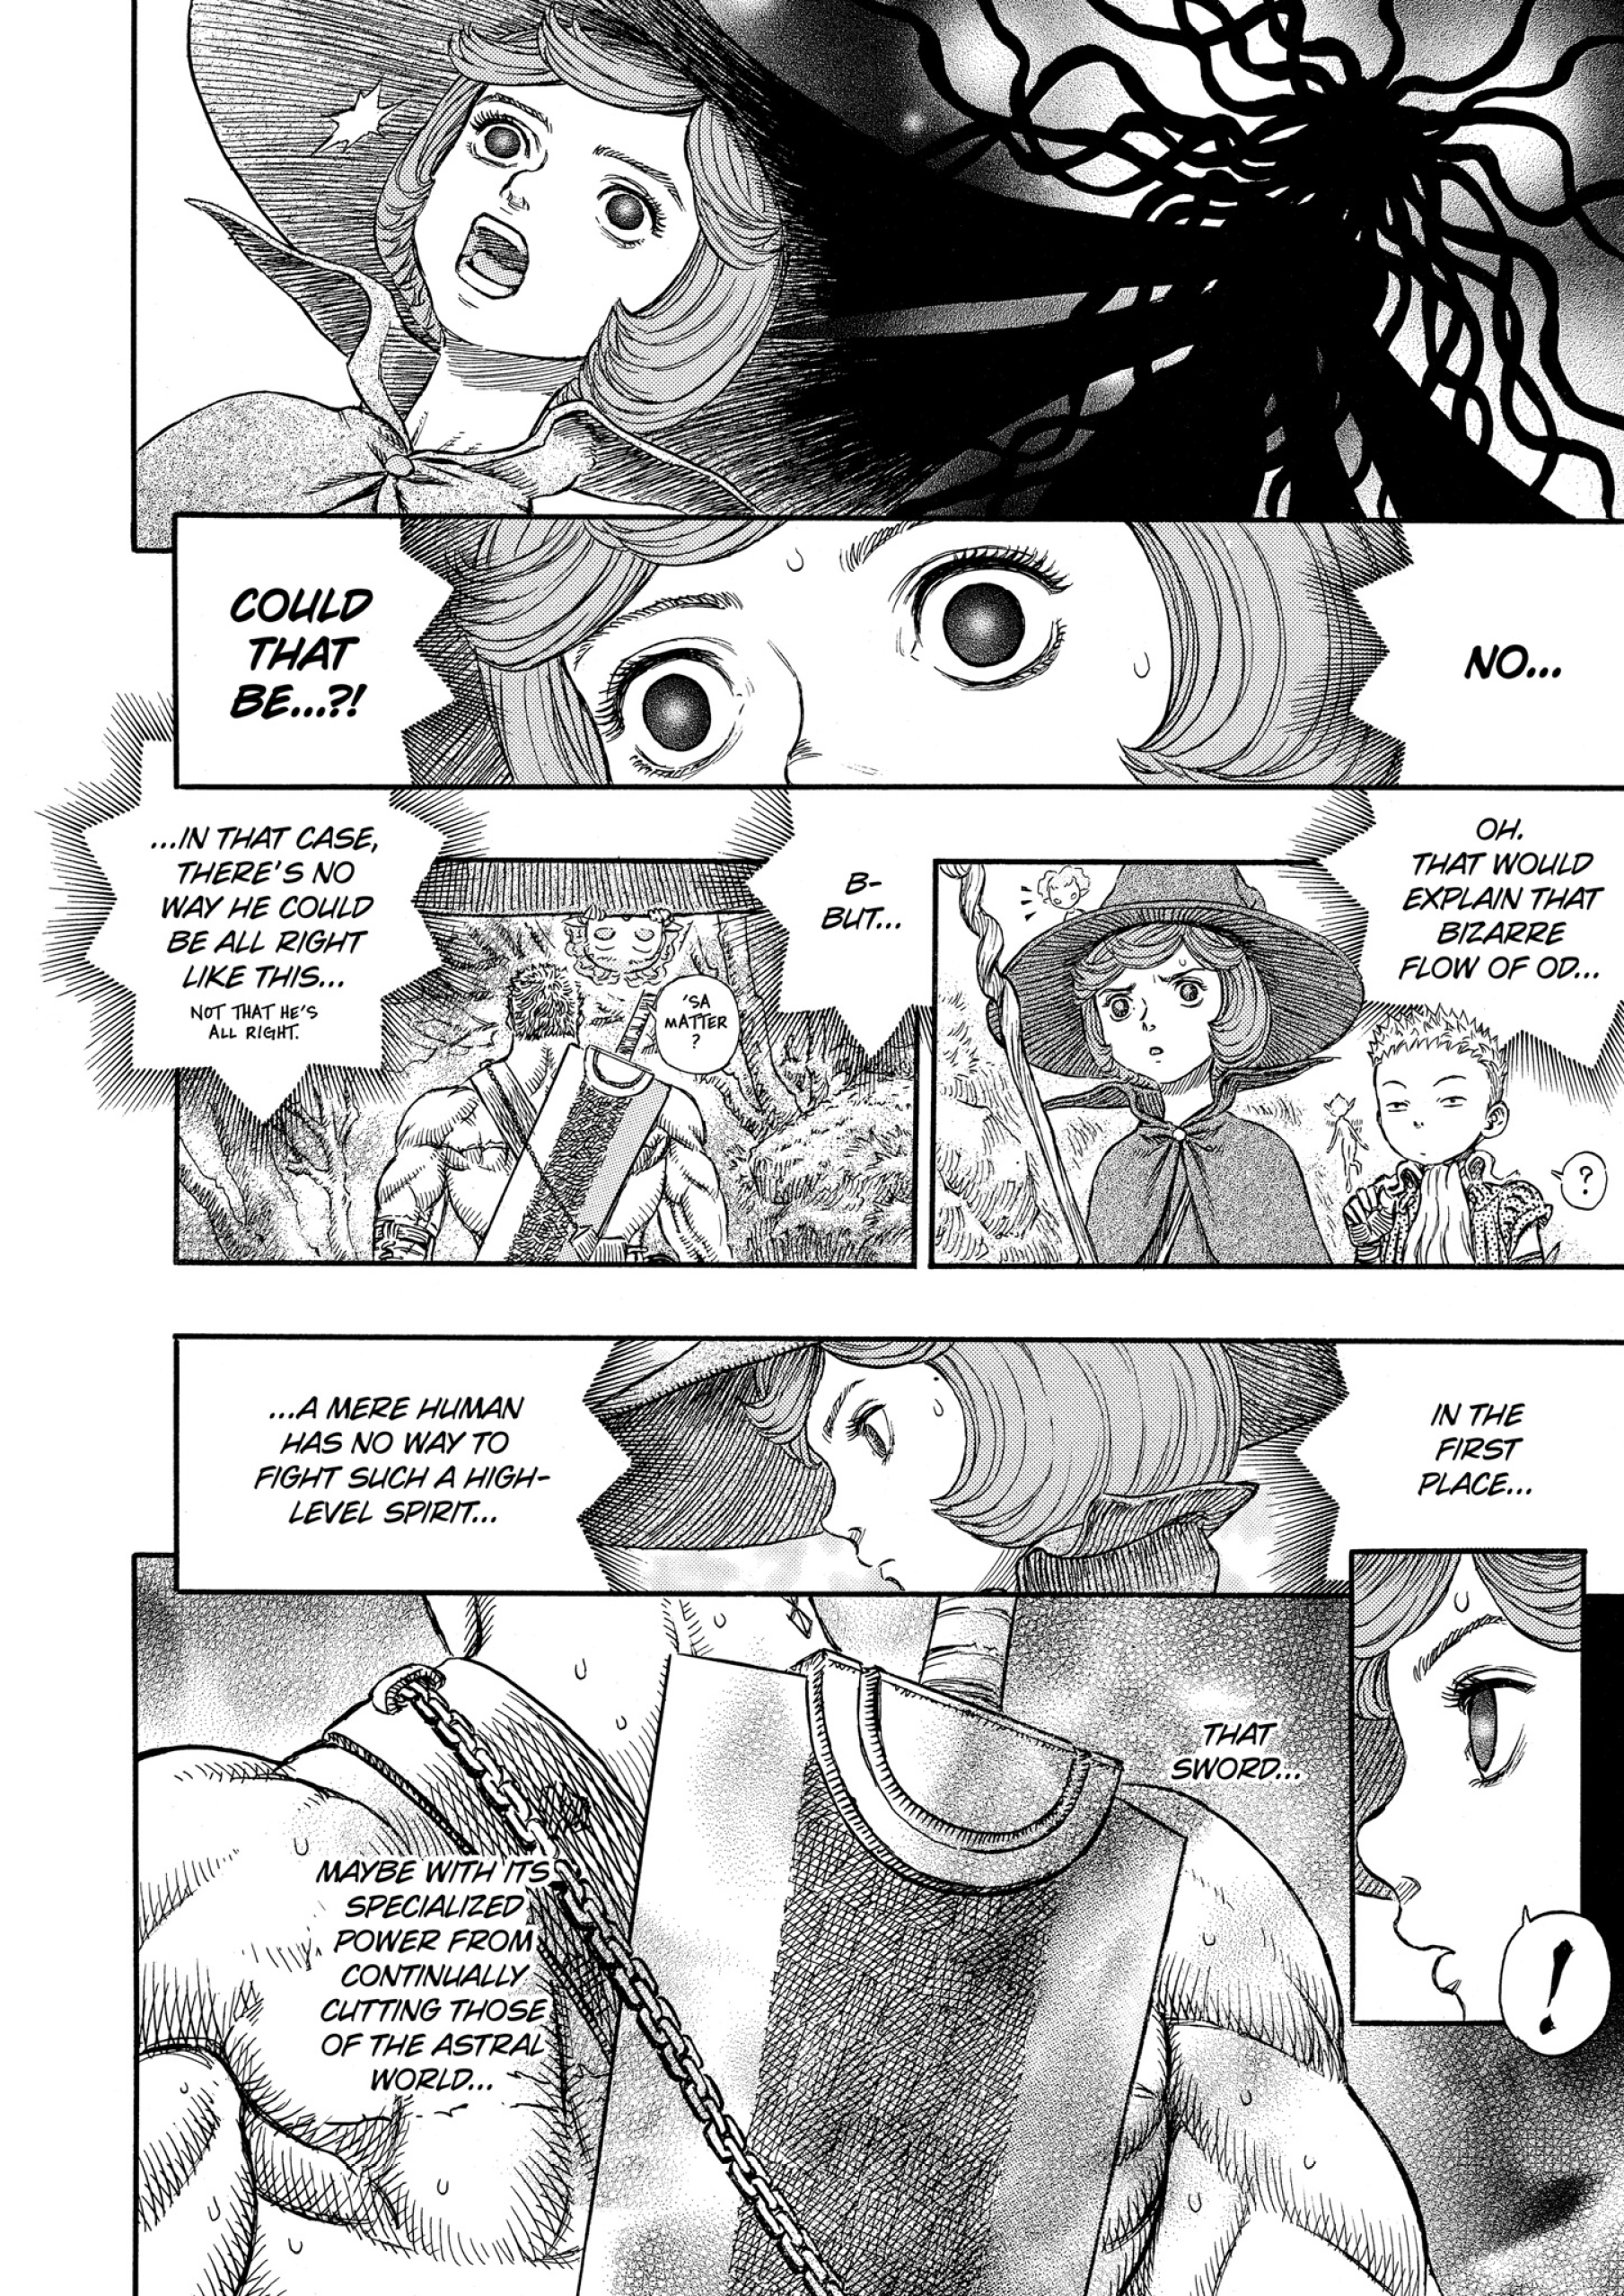 NO...
COULD
THAT
BE...?!
OH.
THAT WOULD
EXPLAIN THAT
BIZARRE
FLOW OF OD...
?
B-
BUT...
'SA
MATTER
?
...IN THAT CASE,
THERE'S NO
WAY HE COULD
BE ALL RIGHT
LIKE THIS...
NOT THAT HE'S
ALL RIGHT.
IN THE
FIRST
PLACE...
...A MERE HUMAN
HAS NO WAY TO
FIGHT SUCH A HIGH-
LEVEL SPIRIT...
!
THAT
SWORD...
MAYBE WITH ITS
SPECIALIZED
POWER FROM
CONTINUALLY
CUTTING THOSE
OF THE ASTRAL
WORLD...